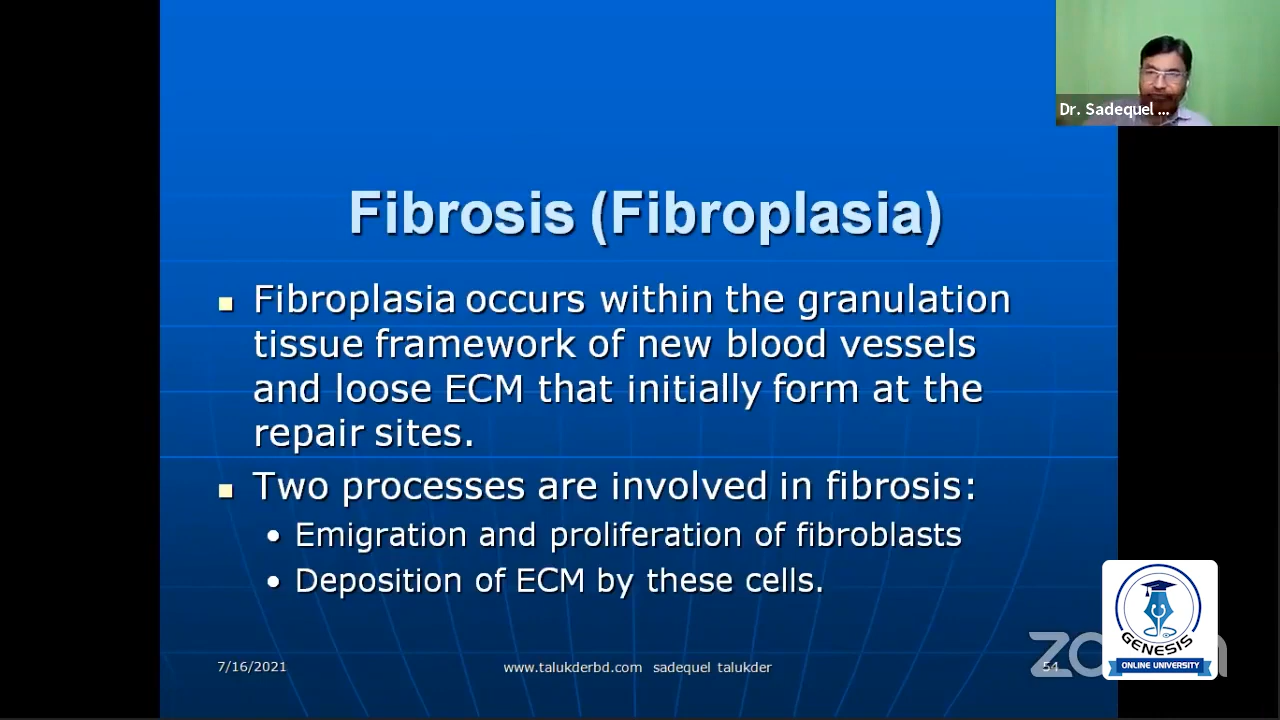 Dr. Sadequel ...
Fibrosis (Fibroplasia)
Fibroplasia occurs within the granulation
tissue framework of new blood vessels
and loose ECM that initially form at the
repair sites.
Two processes are involved in fibrosis:
• Emigration and proliferation of fibroblasts
• Deposition of ECM by these cells.
7/16/2021
www.talukderbd.com sadequel talukder
54
GENESIS
ONLINE UNIVERSITY